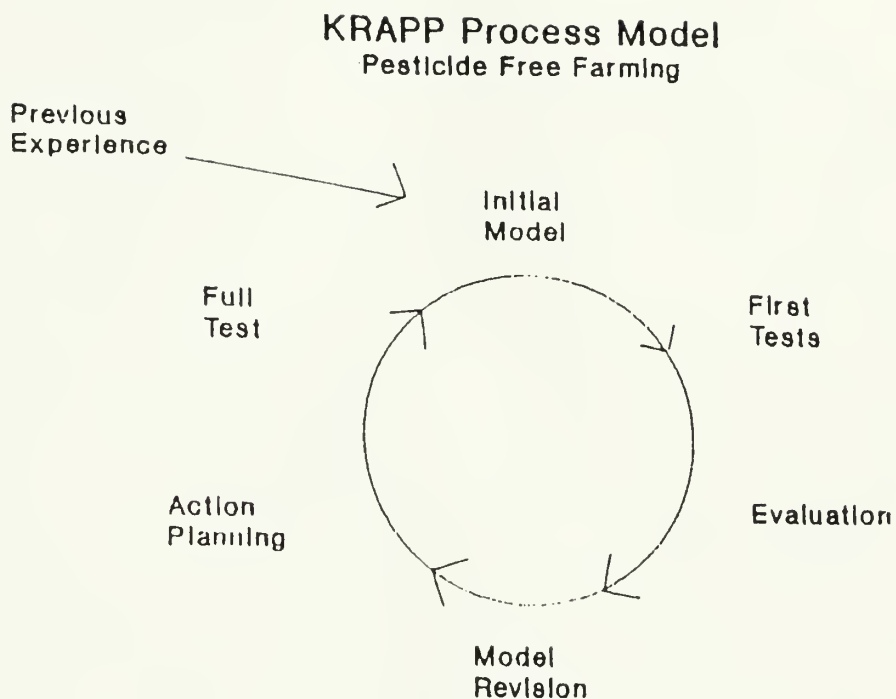 KRAPP Process Model
Pesticide Free Farming
Previous
Experience
Initial
Model
Full
Test
First
Tests
Action
Planning
Evaluation
Model
Revision